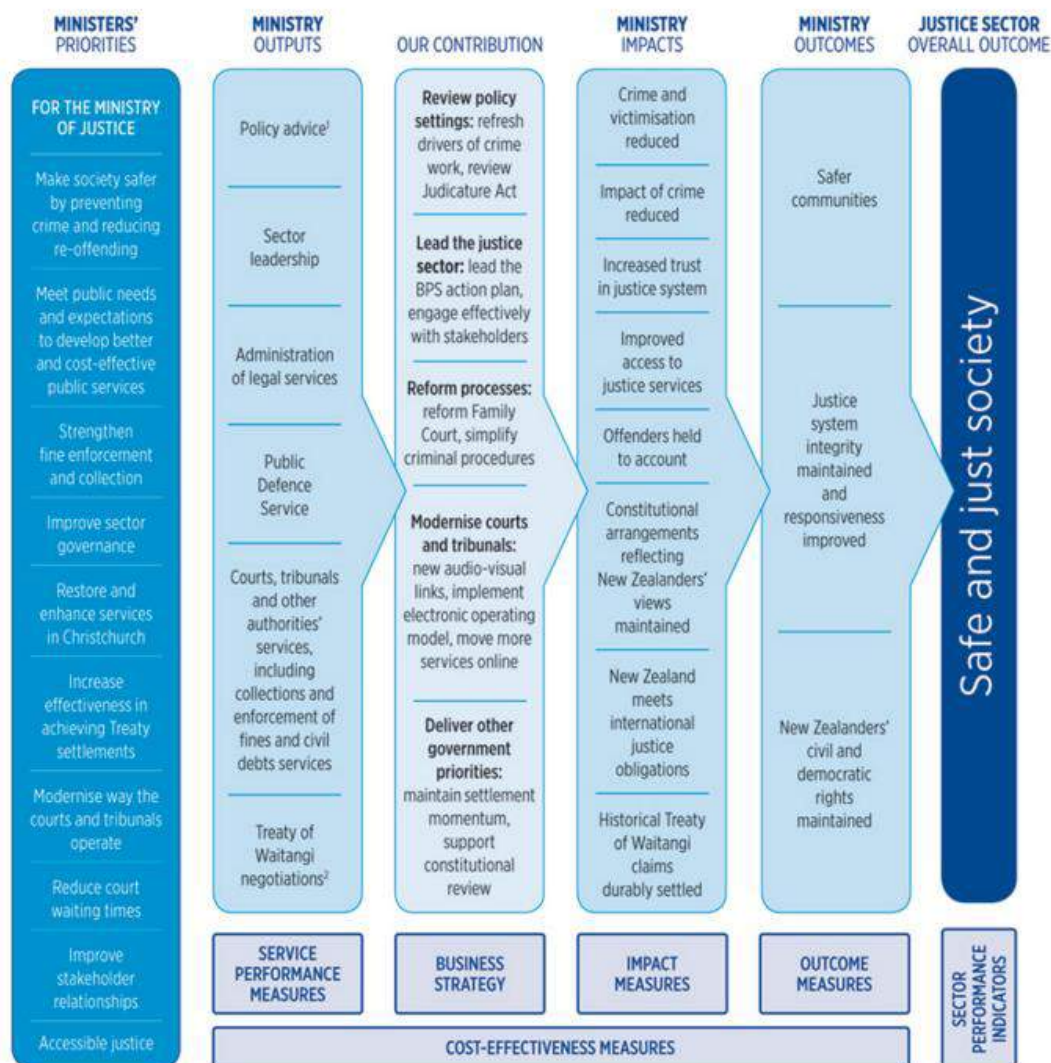 MINISTERS'
PRIORITIES
FOR THE MINISTRY
OF JUSTICE
Make society safer
by preventing
crime and reducing
re-offending
Meet public needs
and expectations
to develop better
and cost-effective
public services
Strengthen
fine enforcement
and collection
Improve sector
governance
Restore and
enhance services
in Christchurch
Increase
effectiveness in
achieving Treaty
settlements
Modernise way the
courts and tribunals
operate
Reduce court
waiting times
Improve
stakeholder
relationships
Accessible justice
MINISTRY
OUTPUTS
Policy advice¹
Sector
leadership
Administration
of legal services
Public
Defence
Service
Courts, tribunals
and other
authorities'
services,
including
collections and
enforcement of
fines and civil
debts services
Treaty of
Waitangi
negotiations²
SERVICE
PERFORMANCE
MEASURES
OUR CONTRIBUTION
Review policy
settings: refresh
drivers of crime
work, review
Judicature Act
Lead the justice
sector: lead the
BPS action plan,
engage effectively
with stakeholders
Reform processes:
reform Family
Court, simplify
criminal procedures
Modernise courts
and tribunals:
new audio-visual
links, implement
electronic operating
model, move more
services online
Deliver other
government
priorities:
maintain settlement
momentum,
support
constitutional
review
BUSINESS
STRATEGY
MINISTRY
IMPACTS
Crime and
victimisation
reduced
Impact of crime
reduced
Increased trust
in justice system
Improved
access to
justice services
Offenders held
to account
Constitutional
arrangements
reflecting
New Zealanders'
views
maintained
New Zealand
meets
international
justice
obligations
Historical Treaty
of Waitangi
claims
durably settled
IMPACT
MEASURES
MINISTRY
OUTCOMES
Safer
communities
Justice
system
integrity
maintained
and
responsiveness
improved
New Zealanders'
civil and
democratic
rights
maintained
OUTCOME
MEASURES
JUSTICE SECTOR
OVERALL OUTCOME
Safe and just society
SECTOR
PERFORMANCE
INDICATORS
COST-EFFECTIVENESS MEASURES